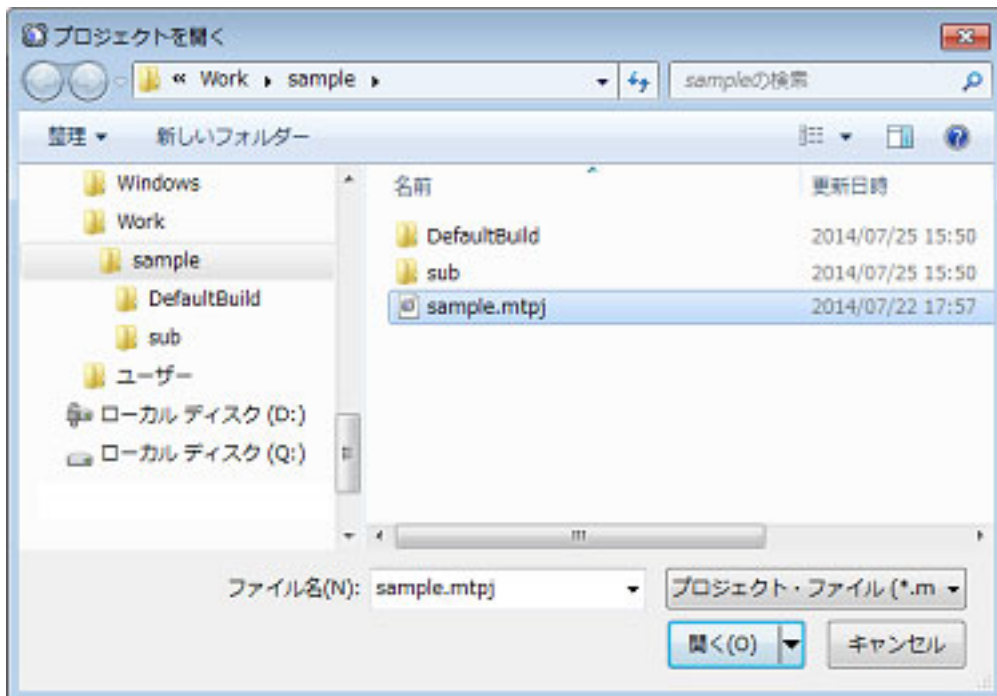 プロジェクトを開く
« Work ▸ sample ▸
sampleの検索
整理 ▼ 新しいフォルダー
Windows
Work
sample
DefaultBuild
sub
ユーザー
ローカル ディスク (D:)
ローカル ディスク (Q:)
名前 更新日時
DefaultBuild 2014/07/25 15:50
sub 2014/07/25 15:50
sample.mtpj 2014/07/22 17:57
ファイル名(N): sample.mtpj
プロジェクト・ファイル (*.m
開く(O) キャンセル